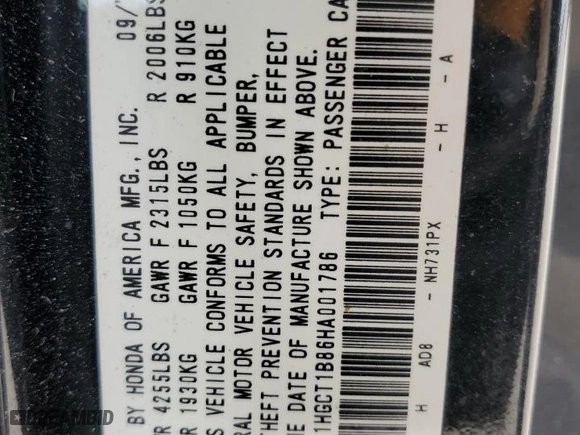 BY HONDA OF AMERICA MFG., INC. 09/
4255LBS GAWR F 2315LBS R 2006LBS
1930KG GAWR F 1050KG R 910KG
VEHICLE CONFORMS TO ALL APPLICABLE
MOTOR VEHICLE SAFETY, BUMPER,
THEFT PREVENTION STANDARDS IN EFFECT
DATE OF MANUFACTURE SHOWN ABOVE.
1HGCT1B86HA001786 TYPE: PASSENGER CA
H AD8 - NH731PX - H - A
DREAMBID